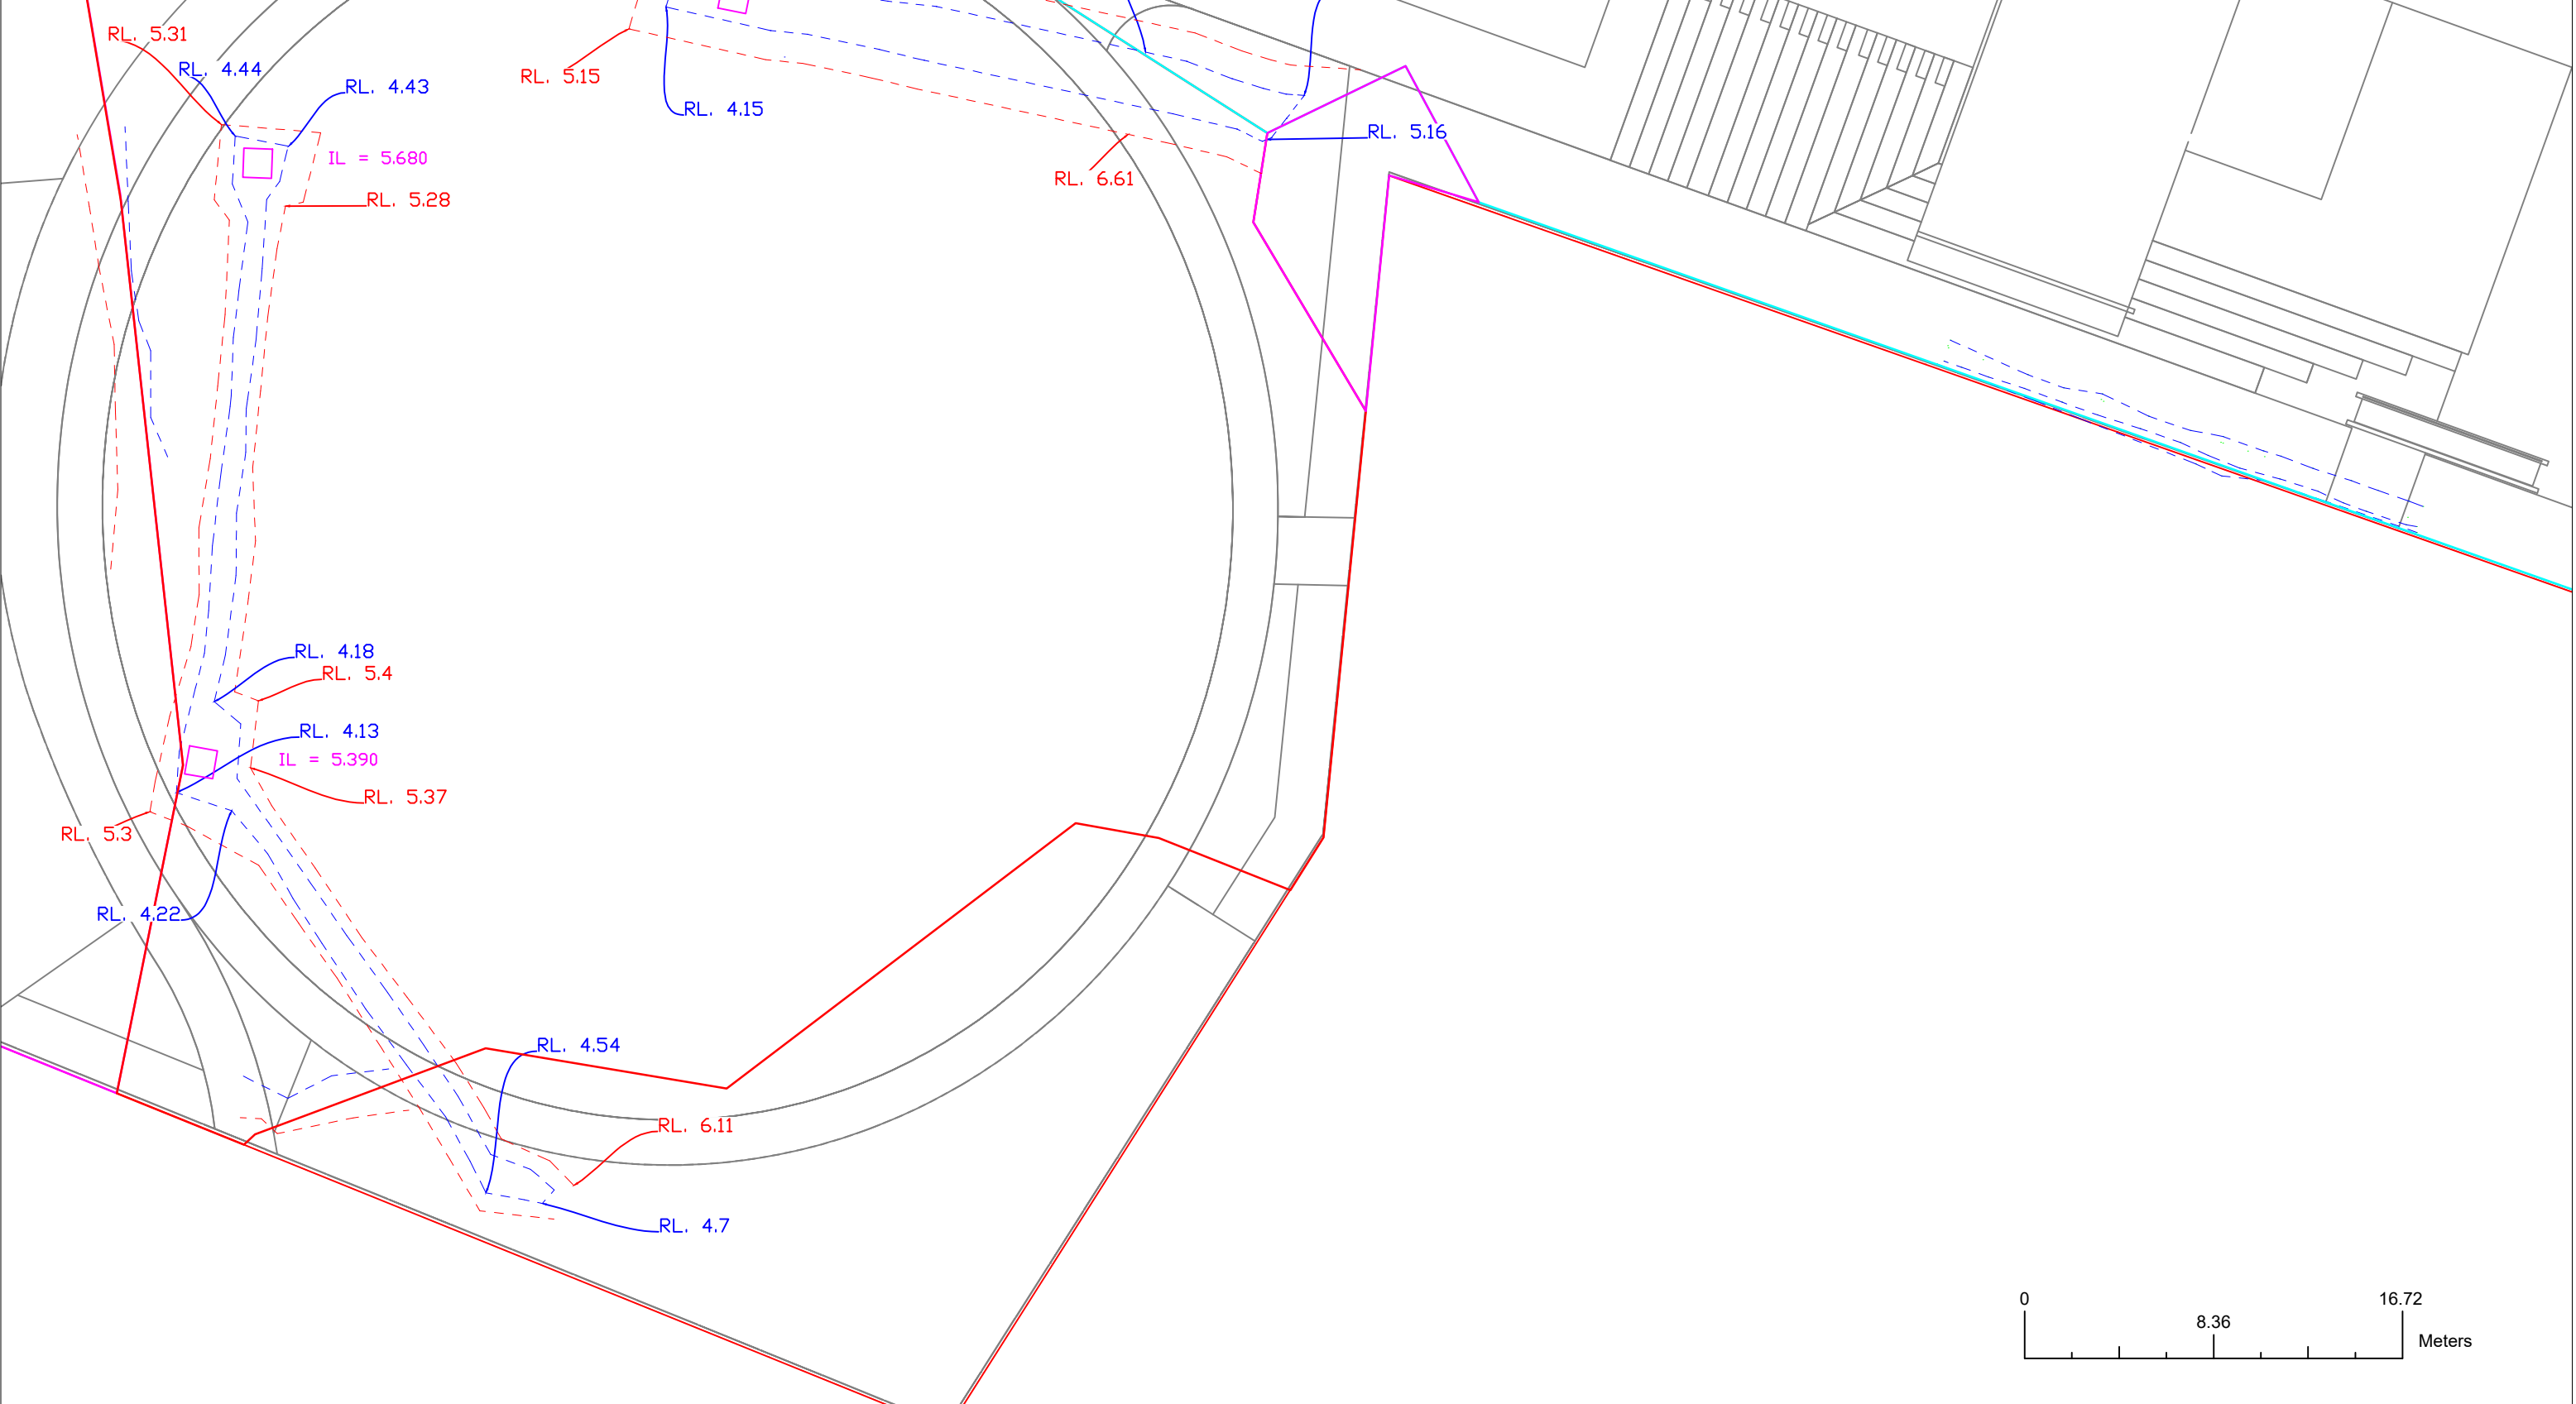 RL. 5.31
RL. 4.44
RL. 4.43
RL. 5.15
RL. 4.15
RL. 5.16
IL = 5.680
RL. 6.61
RL. 5.28
RL. 4.18
RL. 5.4
RL. 4.13
IL = 5.390
RL. 5.37
RL. 5.3
RL. 4.22
RL. 4.54
RL. 6.11
RL. 4.7
0
16.72
8.36
Meters